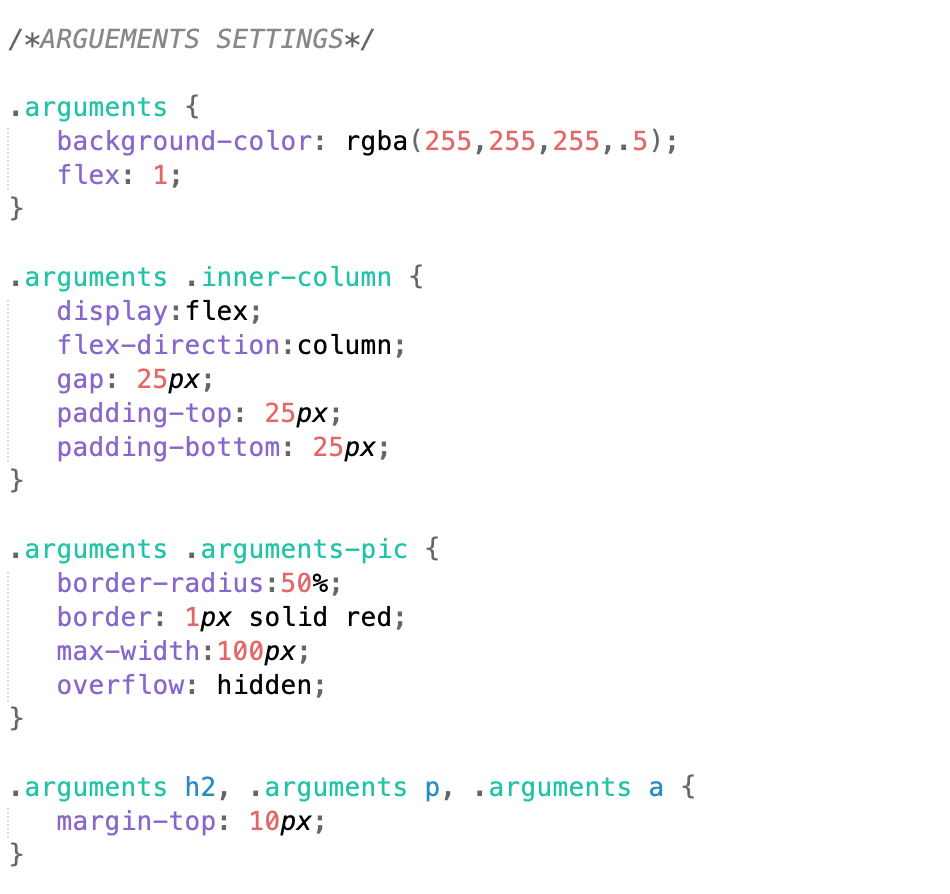 /*ARGUEMENTS SETTINGS*/
.arguments {
background-color: rgba(255,255,255,.5);
flex: 1;
}
.arguments .inner-column {
display:flex;
flex-direction:column;
gap: 25px;
padding-top: 25px;
padding-bottom: 25px;
}
.arguments .arguments-pic {
border-radius:50%;
border: 1px solid red;
max-width:100px;
overflow: hidden;
}
.arguments h2, .arguments p, .arguments a {
margin-top: 10px;
}